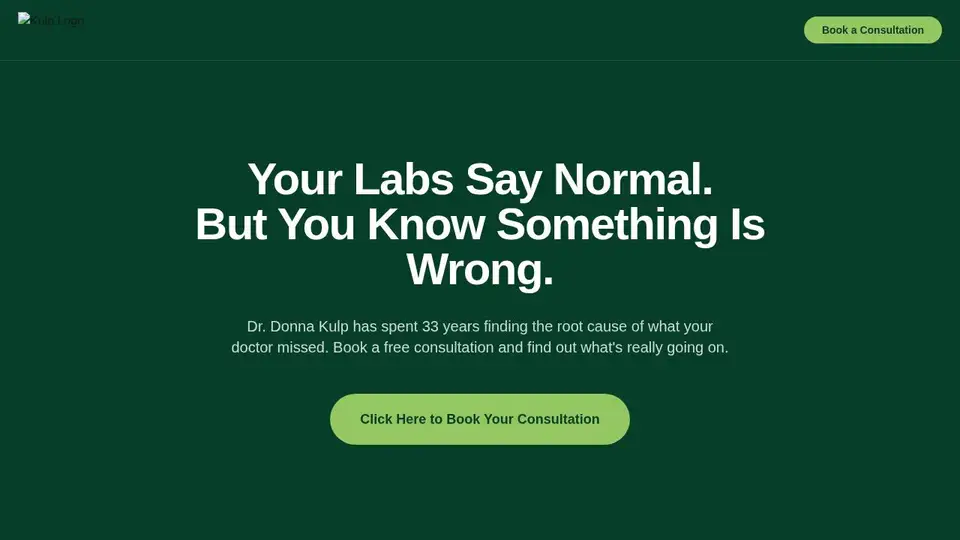 Kulp Logo
Book a Consultation
Your Labs Say Normal.
But You Know Something Is
Wrong.
Dr. Donna Kulp has spent 33 years finding the root cause of what your
doctor missed. Book a free consultation and find out what's really going on.
Click Here to Book Your Consultation